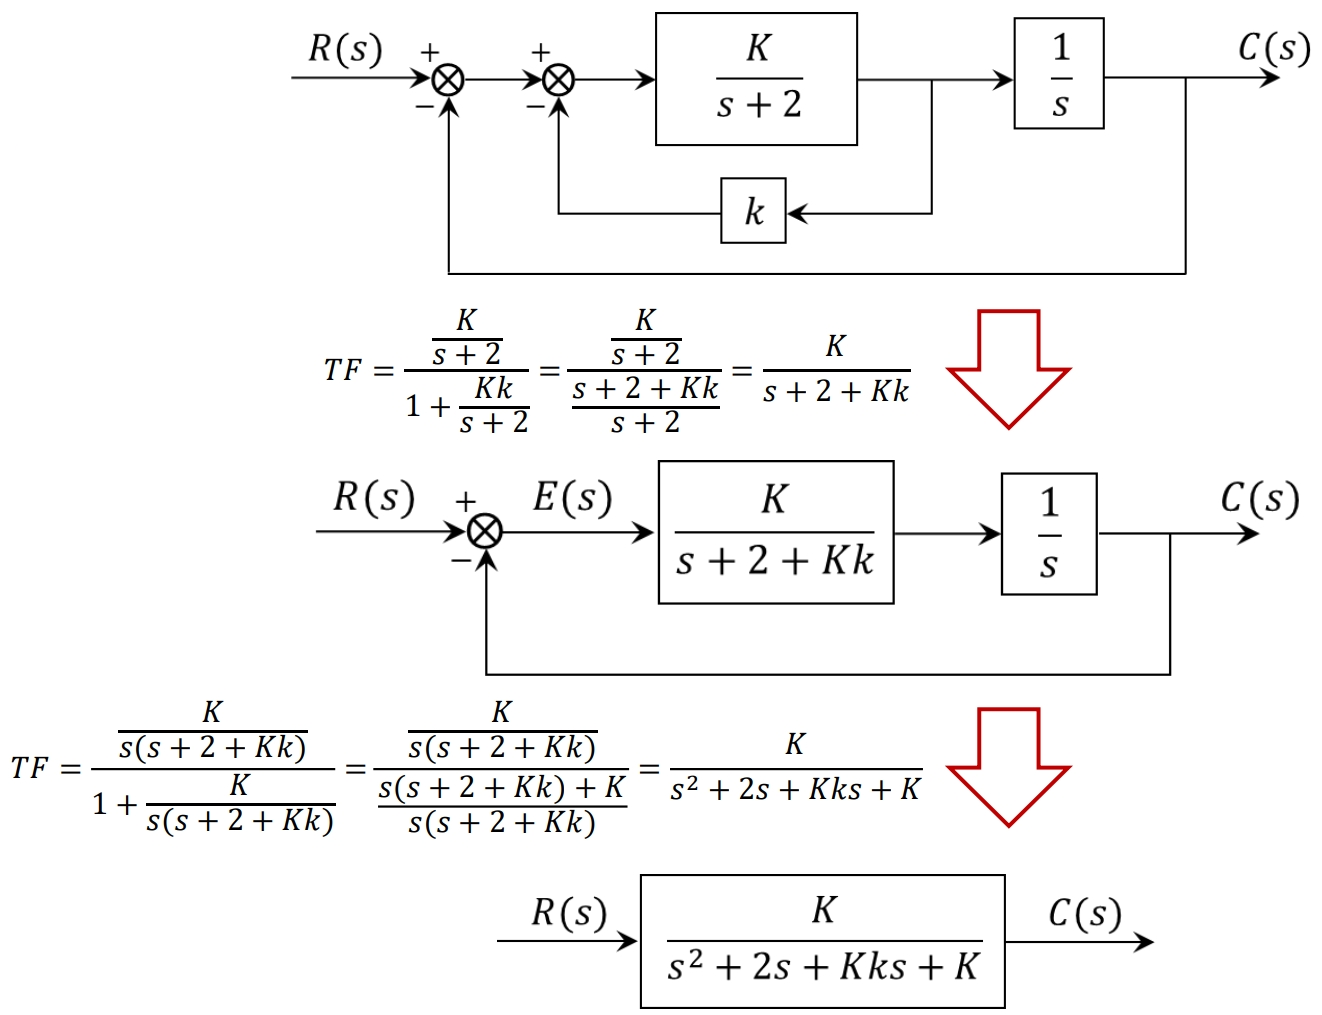 R(s) + − + − K/(s + 2) 1/s C(s)
k
TF = (K/(s + 2))/(1 + Kk/(s + 2)) = (K/(s + 2))/((s + 2 + Kk)/(s + 2)) = K/(s + 2 + Kk)
R(s) + − E(s) K/(s + 2 + Kk) 1/s C(s)
TF = (K/(s(s + 2 + Kk)))/(1 + K/(s(s + 2 + Kk))) = (K/(s(s + 2 + Kk)))/((s(s + 2 + Kk) + K)/(s(s + 2 + Kk))) = K/(s² + 2s + Kks + K)
R(s) K/(s² + 2s + Kks + K) C(s)